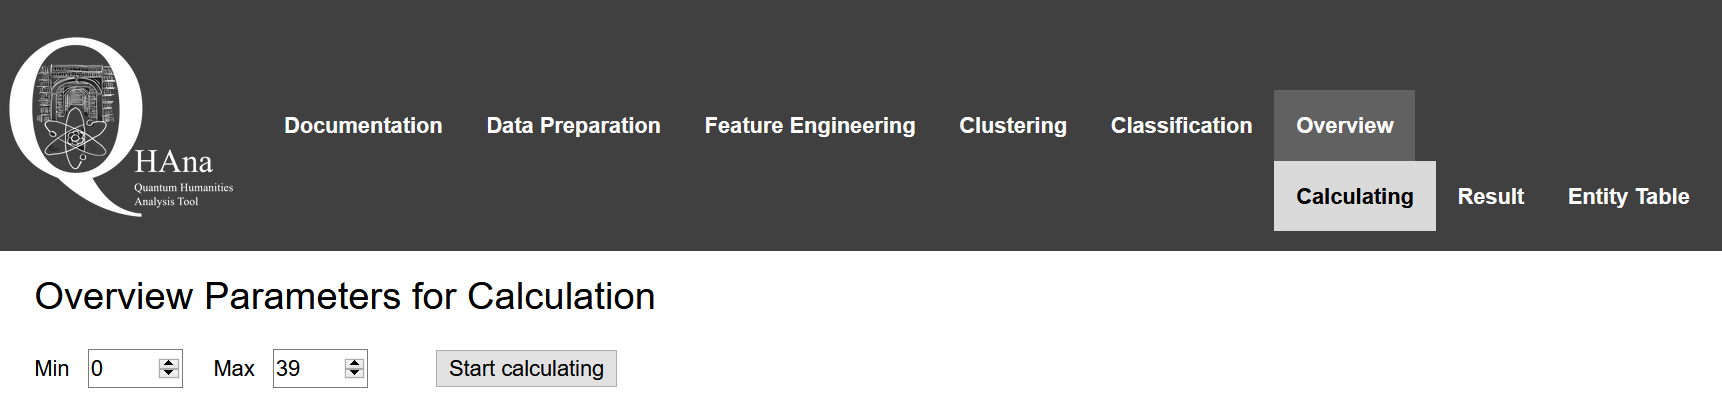 HAna
Quantum Humanities
Analysis Tool
Documentation Data Preparation Feature Engineering Clustering Classification Overview
Calculating Result Entity Table
Overview Parameters for Calculation
Min 0 Max 39 Start calculating